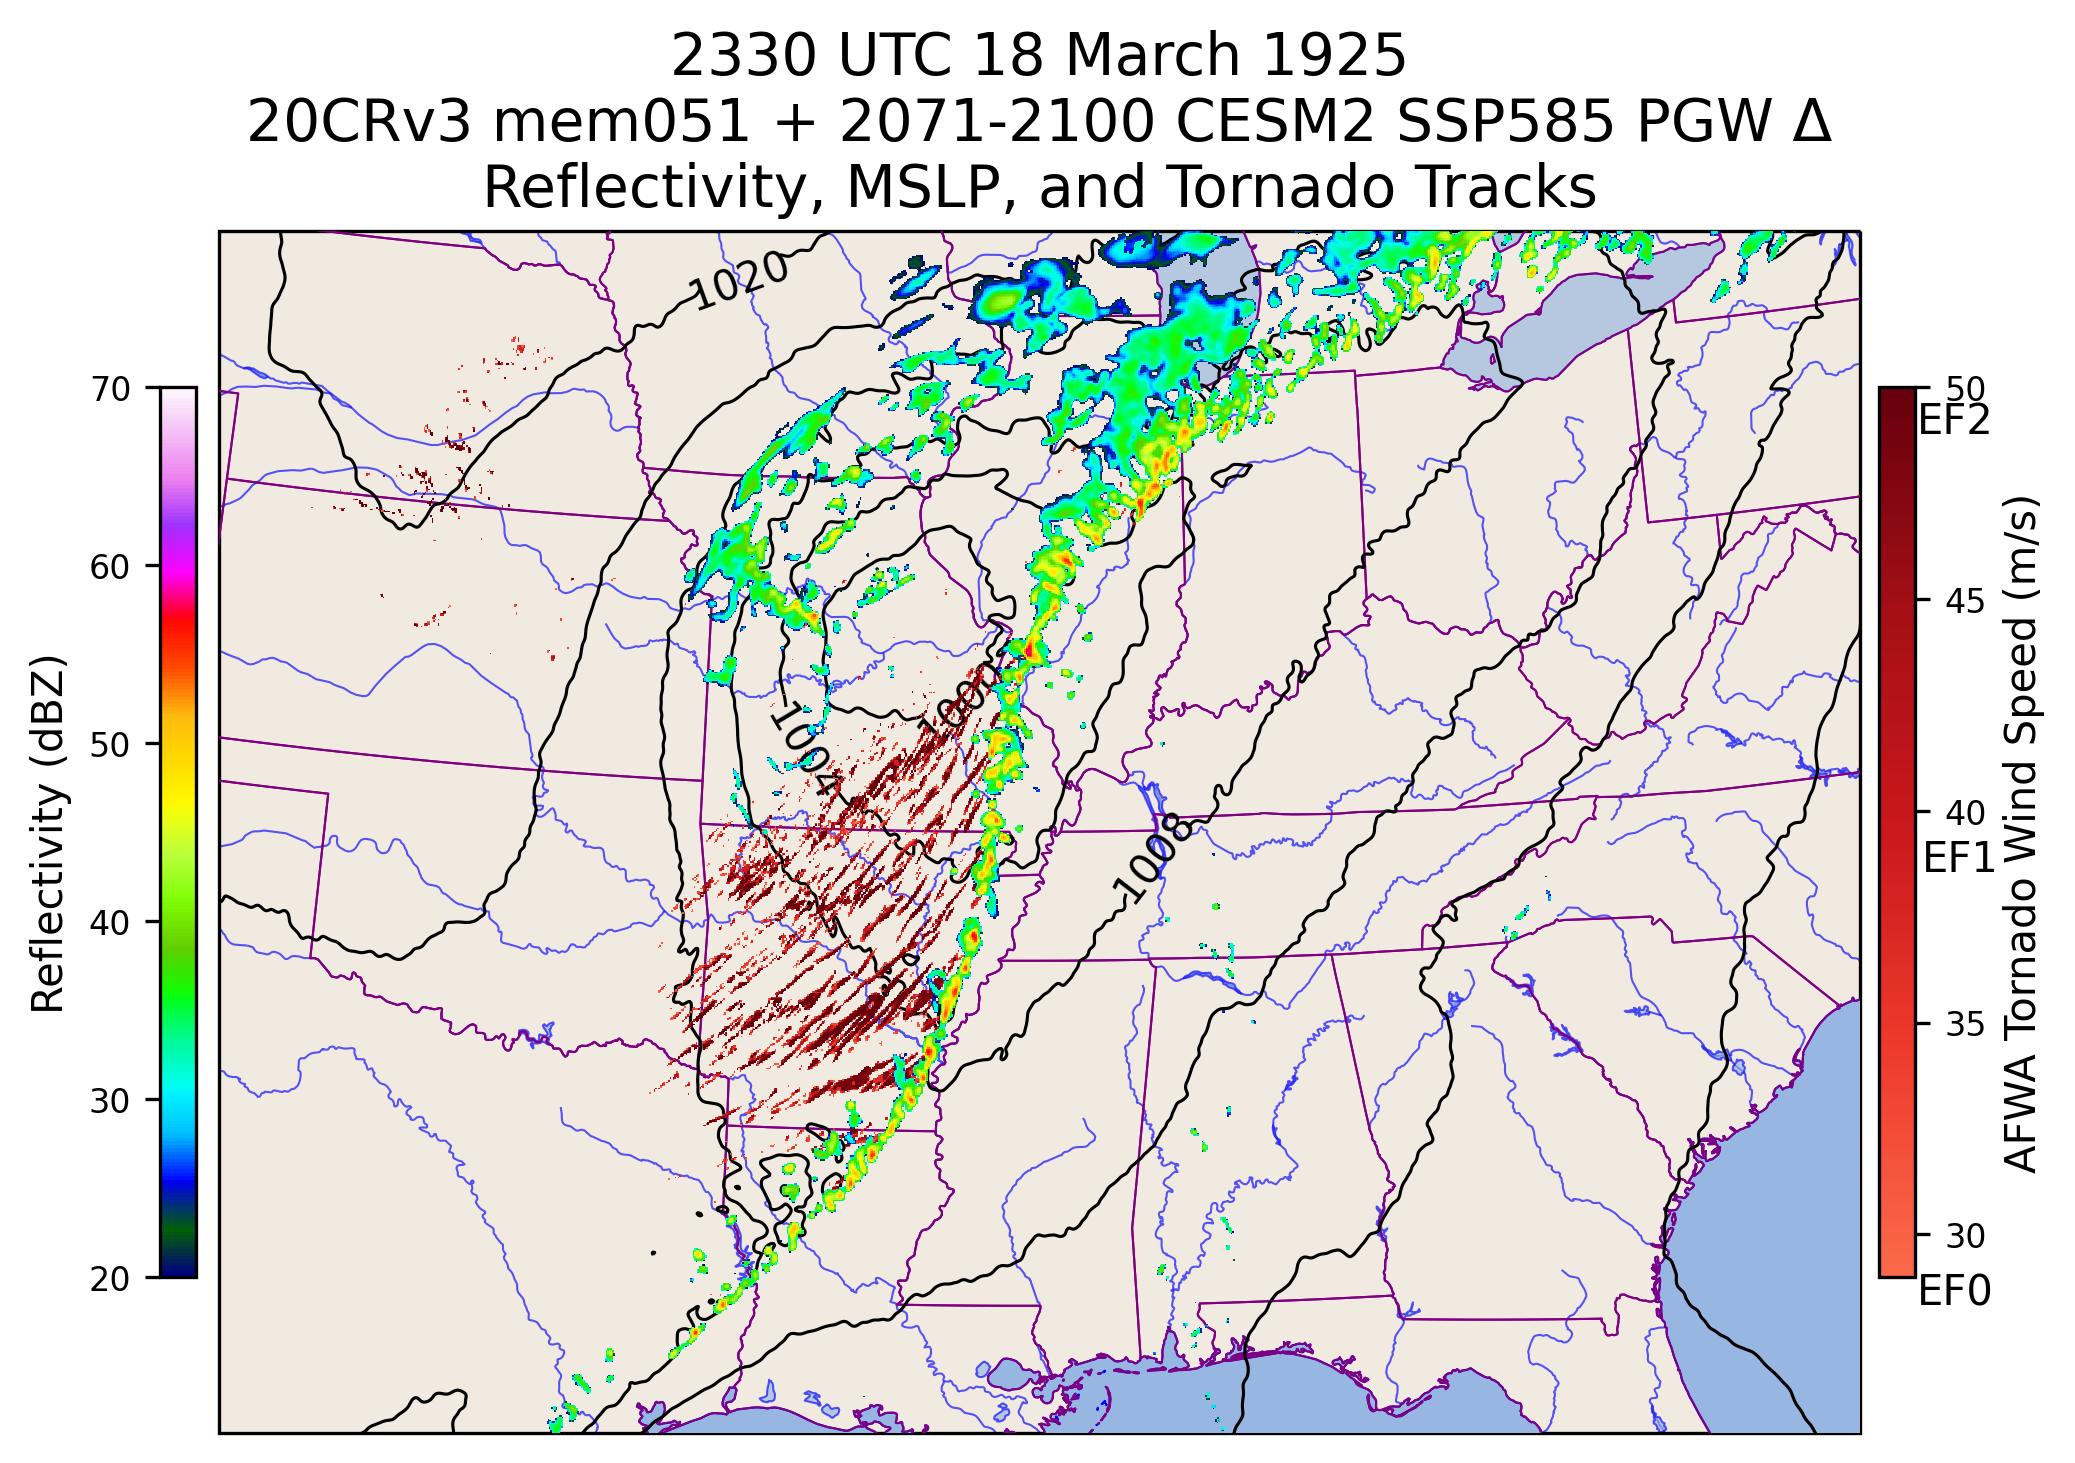 2330 UTC 18 March 1925
20CRv3 mem051 + 2071-2100 CESM2 SSP585 PGW Δ
Reflectivity, MSLP, and Tornado Tracks
1020
1000
1004
1008
70
60
50
40
30
20
Reflectivity (dBZ)
50
EF2
45
40
EF1
35
30
EF0
AFWA Tornado Wind Speed (m/s)